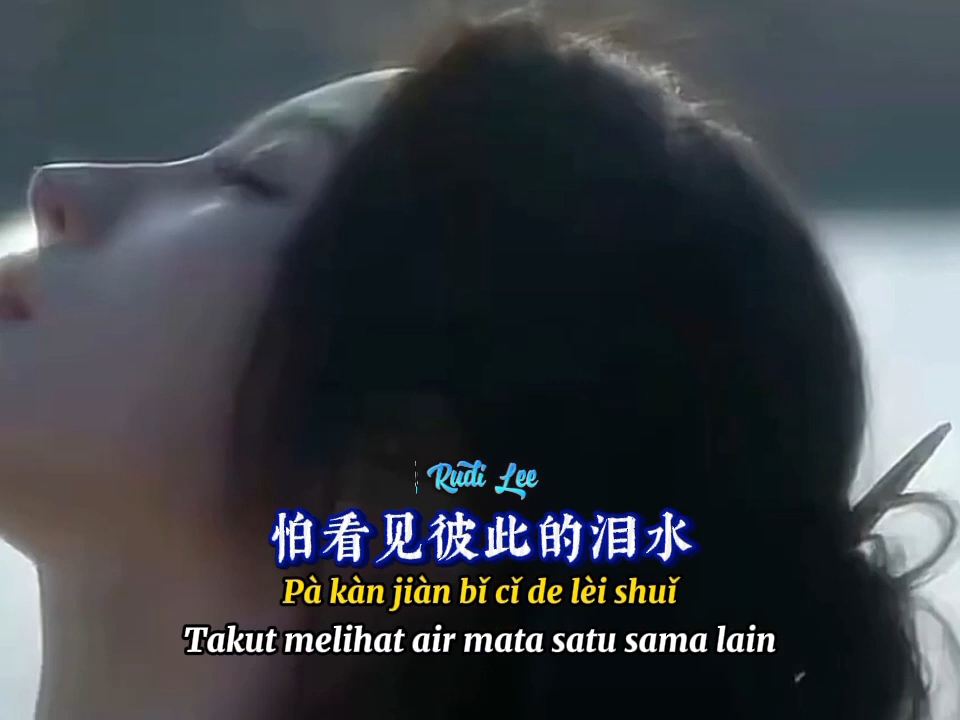 Rudi Lee
怕看见彼此的泪水
Pà kàn jiàn bǐ cǐ de lèi shuǐ
Takut melihat air mata satu sama lain